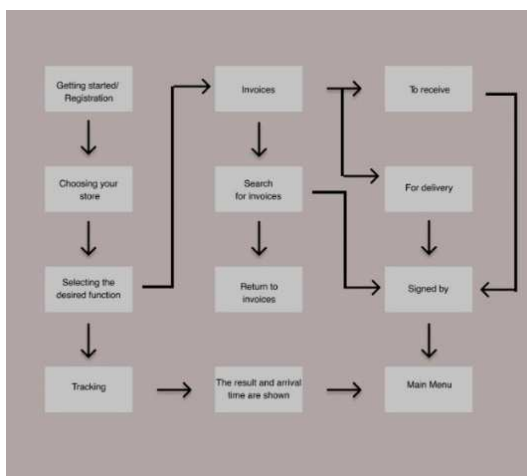 Getting started/
Registration
Invoices
To receive
Choosing your
store
Search
for invoices
For delivery
Selecting the
desired function
Return to
invoices
Signed by
Tracking
The result and arrival
time are shown
Main Menu